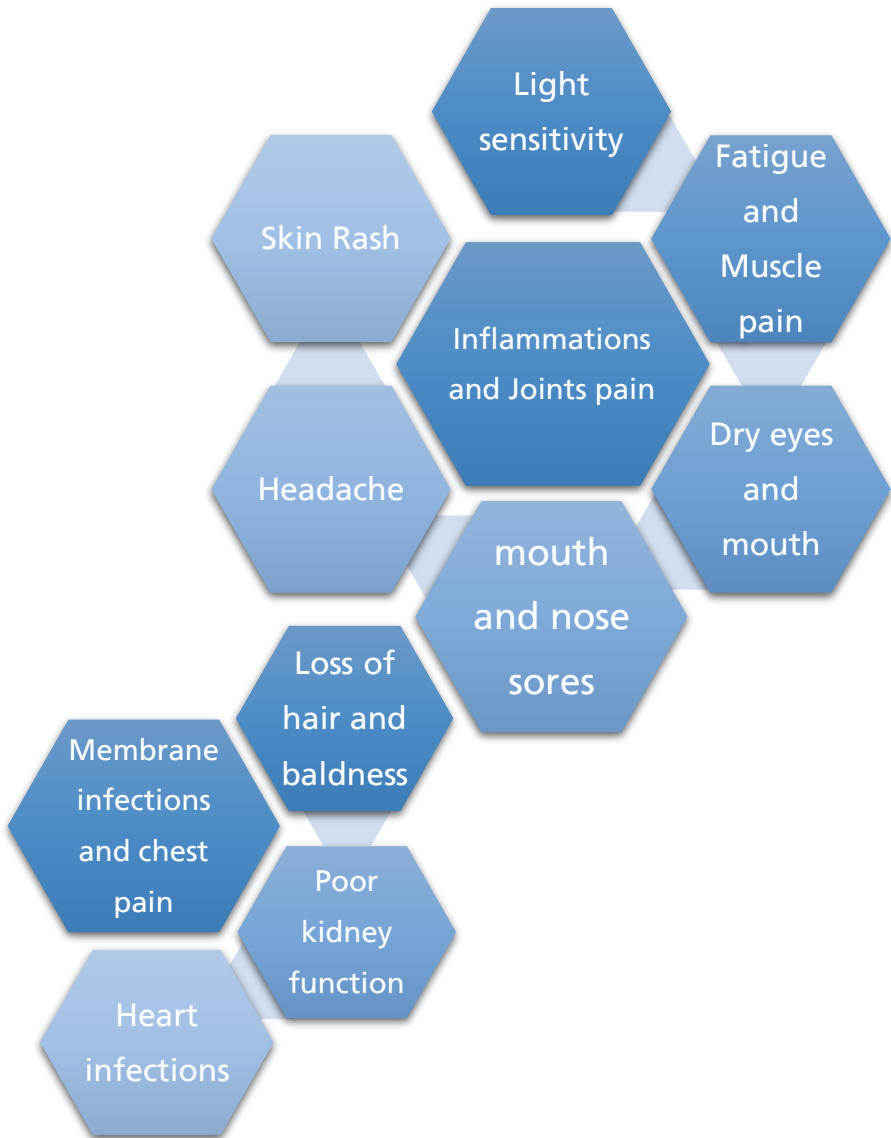 Light
sensitivity
Fatigue
and
Muscle
pain
Skin Rash
Inflammations
and Joints pain
Dry eyes
and
mouth
Headache
mouth
and nose
sores
Loss of
hair and
baldness
Membrane
infections
and chest
pain
Poor
kidney
function
Heart
infections